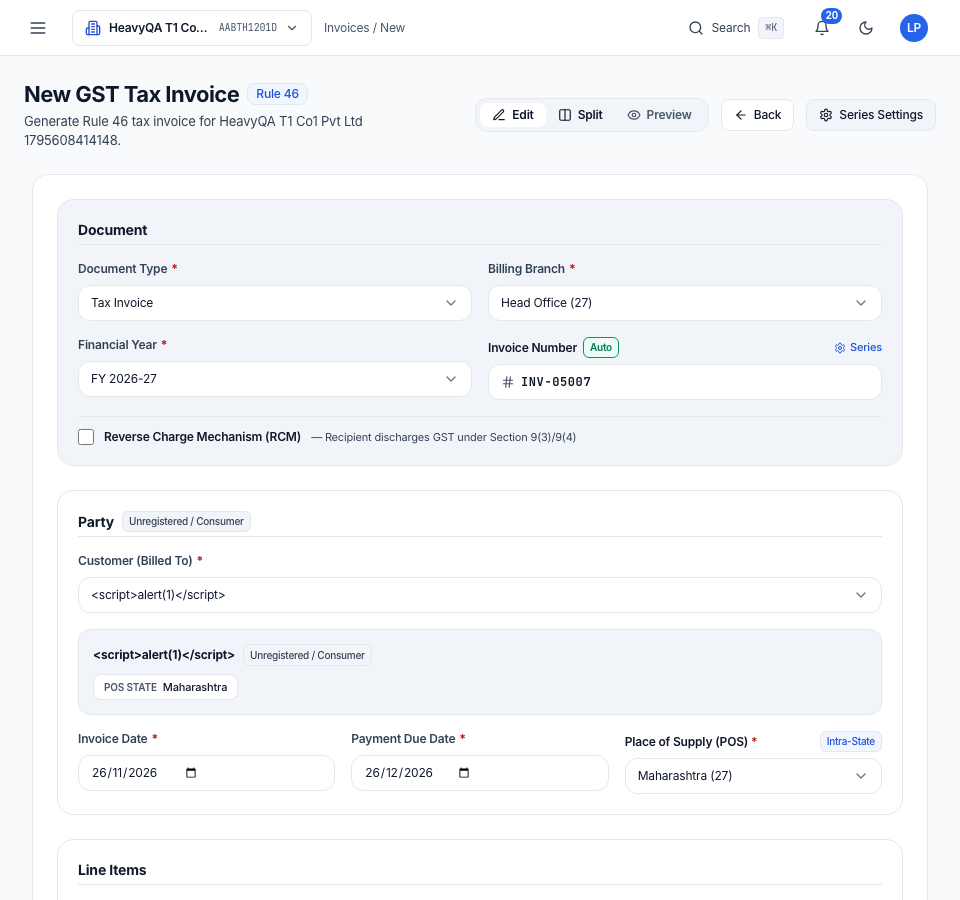 HeavyQA T1 Co... AABTH1201D Invoices / New Search ⌘K 20 LP
New GST Tax Invoice Rule 46
Generate Rule 46 tax invoice for HeavyQA T1 Co1 Pvt Ltd
1795608414148.
Edit Split Preview Back Series Settings
Document
Document Type * Billing Branch *
Tax Invoice Head Office (27)
Financial Year * Invoice Number Auto Series
FY 2026-27 # INV-05007
Reverse Charge Mechanism (RCM) — Recipient discharges GST under Section 9(3)/9(4)
Party Unregistered / Consumer
Customer (Billed To) *
<script>alert(1)</script>
<script>alert(1)</script> Unregistered / Consumer
POS STATE Maharashtra
Invoice Date * Payment Due Date * Place of Supply (POS) * Intra-State
26/11/2026 26/12/2026 Maharashtra (27)
Line Items